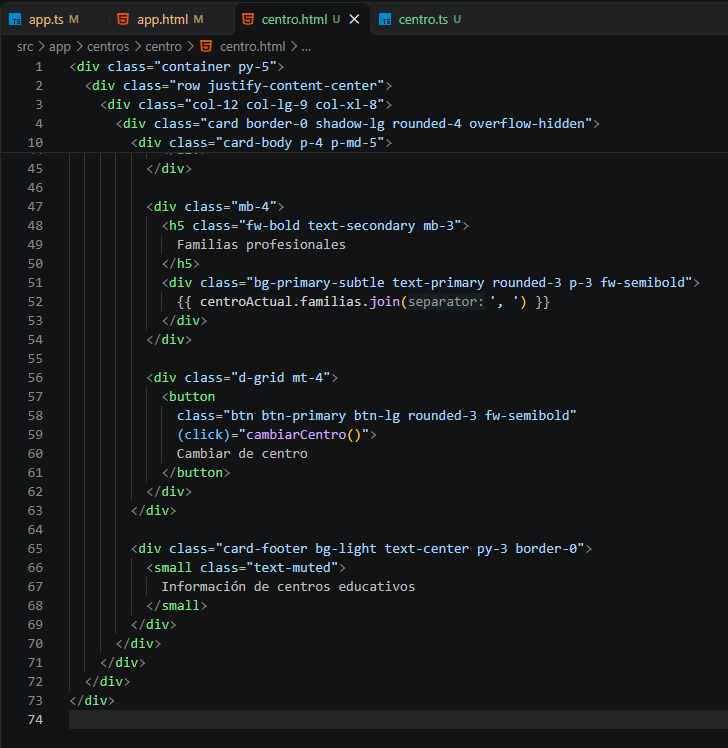 app.ts M app.html M centro.html U × TS centro.ts U
src > app > centros > centro > centro.html > ...
1 <div class="container py-5">
2 <div class="row justify-content-center">
3 <div class="col-12 col-lg-9 col-xl-8">
4 <div class="card border-0 shadow-lg rounded-4 overflow-hidden">
10 <div class="card-body p-4 p-md-5">
45 </div>
46
47 <div class="mb-4">
48 <h5 class="fw-bold text-secondary mb-3">
49 Familias profesionales
50 </h5>
51 <div class="bg-primary-subtle text-primary rounded-3 p-3 fw-semibold">
52 {{ centroActual.familias.join(separator: ', ') }}
53 </div>
54 </div>
55
56 <div class="d-grid mt-4">
57 <button
58 class="btn btn-primary btn-lg rounded-3 fw-semibold"
59 (click)="cambiarCentro()">
60 Cambiar de centro
61 </button>
62 </div>
63 </div>
64
65 <div class="card-footer bg-light text-center py-3 border-0">
66 <small class="text-muted">
67 Información de centros educativos
68 </small>
69 </div>
70 </div>
71 </div>
72 </div>
73 </div>
74